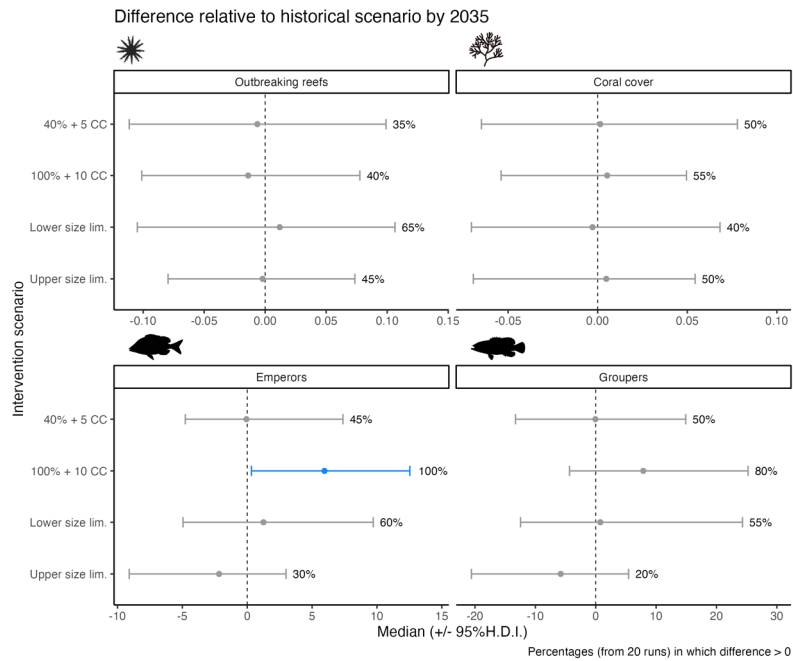 Difference relative to historical scenario by 2035
Outbreaking reefs
Coral cover
40% + 5 CC
35%
50%
100% + 10 CC
40%
55%
Lower size lim.
65%
40%
Upper size lim.
45%
50%
-0.10 -0.05 0.00 0.05 0.10 0.15
-0.05 0.00 0.05 0.10
Intervention scenario
Emperors
Groupers
40% + 5 CC
45%
50%
100% + 10 CC
100%
80%
Lower size lim.
60%
55%
Upper size lim.
30%
20%
-10 -5 0 5 10 15
-20 -10 0 10 20 30
Median (+/- 95%H.D.I.)
Percentages (from 20 runs) in which difference > 0